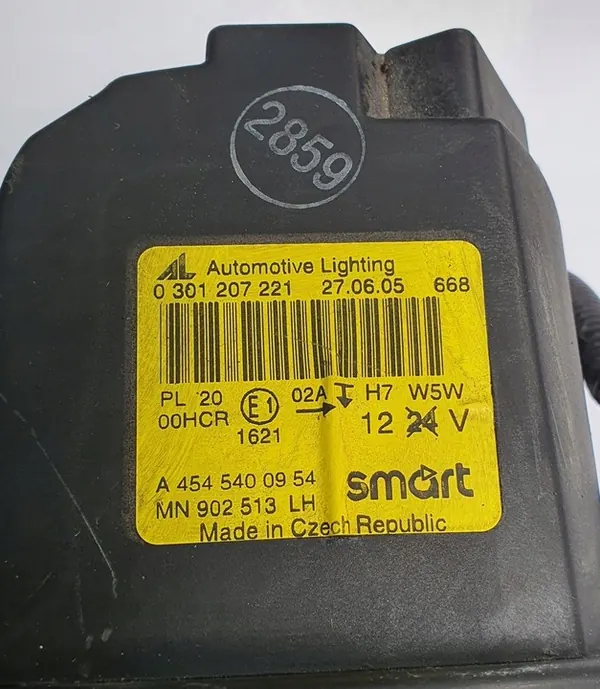 2859
AL Automotive Lighting
0 301 207 221 27.06.05 668
PL 20 02A H7 W5W
00HCR E1 12 24 V
1621
A 454 540 09 54
MN 902 513 LH
smart
Made in Czech Republic